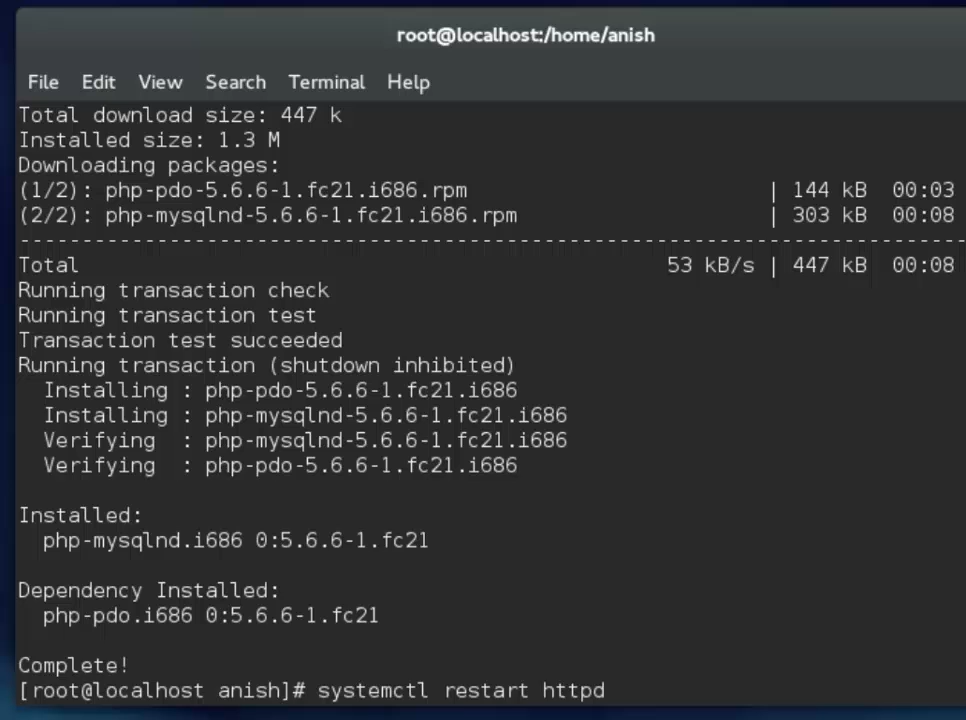 root@localhost:/home/anish
File Edit View Search Terminal Help
Total download size: 447 k
Installed size: 1.3 M
Downloading packages:
(1/2): php-pdo-5.6.6-1.fc21.i686.rpm | 144 kB 00:03
(2/2): php-mysqlnd-5.6.6-1.fc21.i686.rpm | 303 kB 00:08
--------------------------------------------------------------------------------
Total 53 kB/s | 447 kB 00:08
Running transaction check
Running transaction test
Transaction test succeeded
Running transaction (shutdown inhibited)
Installing : php-pdo-5.6.6-1.fc21.i686
Installing : php-mysqlnd-5.6.6-1.fc21.i686
Verifying : php-mysqlnd-5.6.6-1.fc21.i686
Verifying : php-pdo-5.6.6-1.fc21.i686
Installed:
php-mysqlnd.i686 0:5.6.6-1.fc21
Dependency Installed:
php-pdo.i686 0:5.6.6-1.fc21
Complete!
[root@localhost anish]# systemctl restart httpd